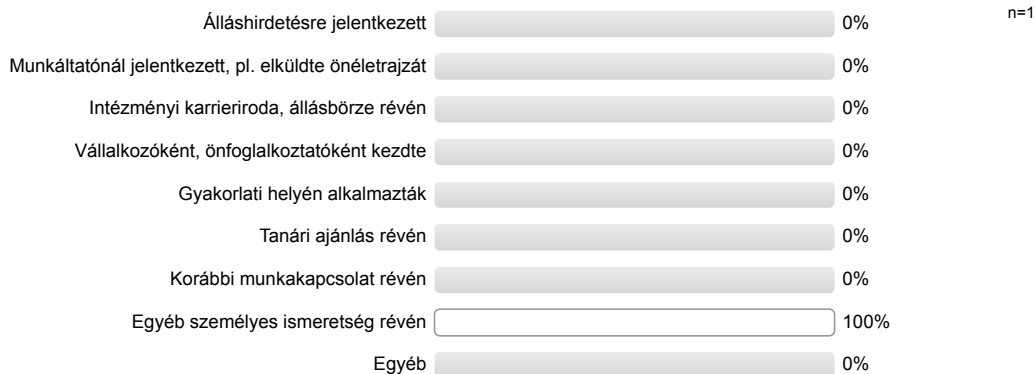 Álláshirdetésre jelentkezett 0% n=1
Munkáltatónál jelentkezett, pl. elküldte önéletrajzát 0%
Intézményi karrieriroda, állásbörze révén 0%
Vállalkozóként, önfoglalkoztatóként kezdte 0%
Gyakorlati helyén alkalmazták 0%
Tanári ajánlás révén 0%
Korábbi munkakapcsolat révén 0%
Egyéb személyes ismeretség révén 100%
Egyéb 0%